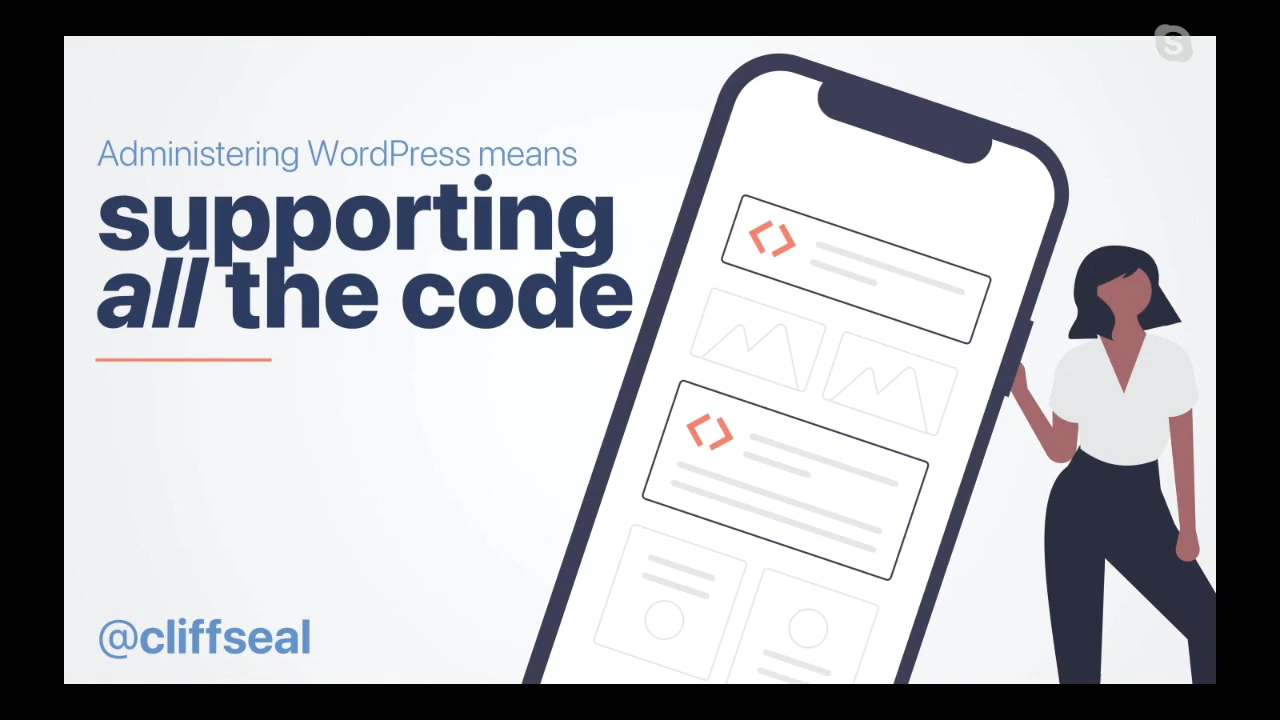 Administering WordPress means
supporting
all the code
@cliffseal